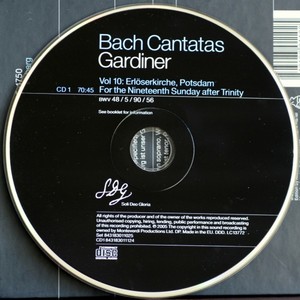 Bach Cantatas
Gardiner
Vol 10: Erlöserkirche, Potsdam
CD 1 70:45 For the Nineteenth Sunday after Trinity
BWV 48 / 5 / 90 / 56
See booklet for information
SDG
Soli Deo Gloria
All rights of the producer and of the owner of the works reproduced reserved.
Unauthorised copying, hiring, lending, public performance and broadcasting
of this recording prohibited. ℗ 2005 The copyright in this sound recording is
owned by Monteverdi Productions Ltd. DP. Made in the EU. DDD. LC13772